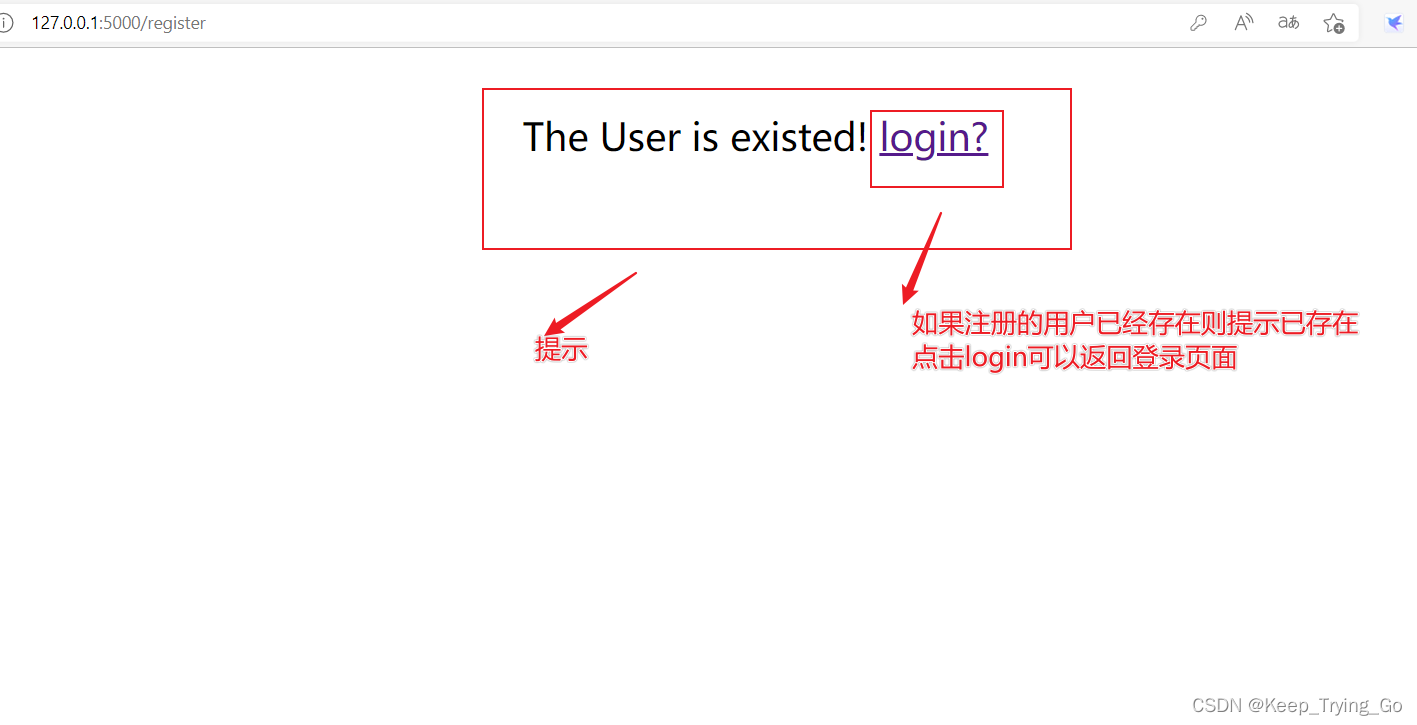 127.0.0.1:5000/register
The User is existed! login?
提示
如果注册的用户已经存在则提示已存在
点击login可以返回登录页面
CSDN @Keep_Trying_Go